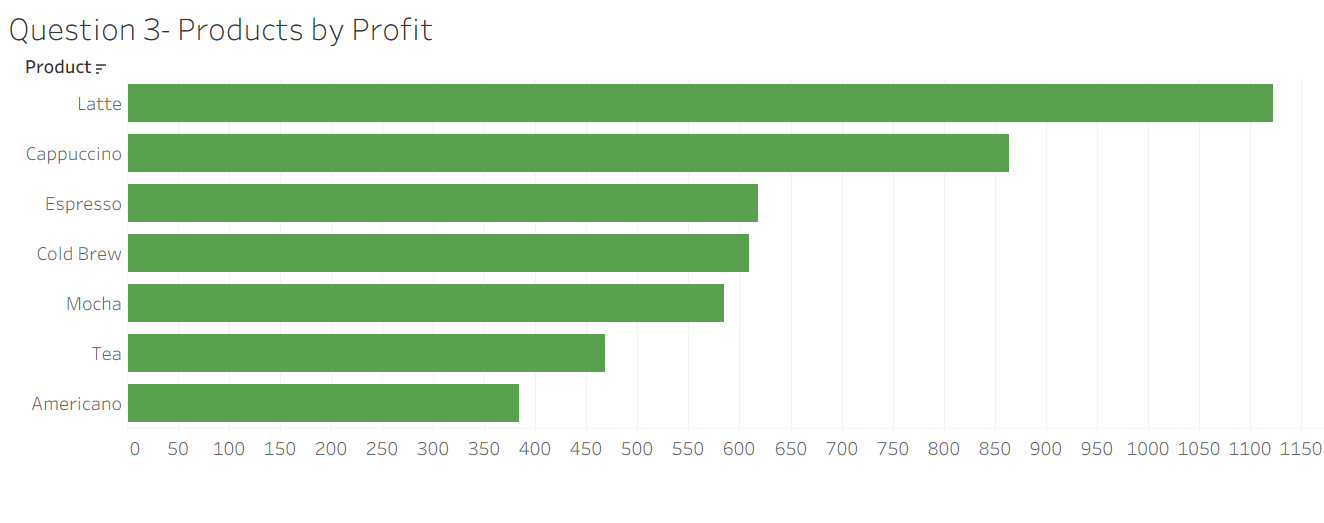 Question 3- Products by Profit
Product
Latte
Cappuccino
Espresso
Cold Brew
Mocha
Tea
Americano
0 50 100 150 200 250 300 350 400 450 500 550 600 650 700 750 800 850 900 950 1000 1050 1100 1150